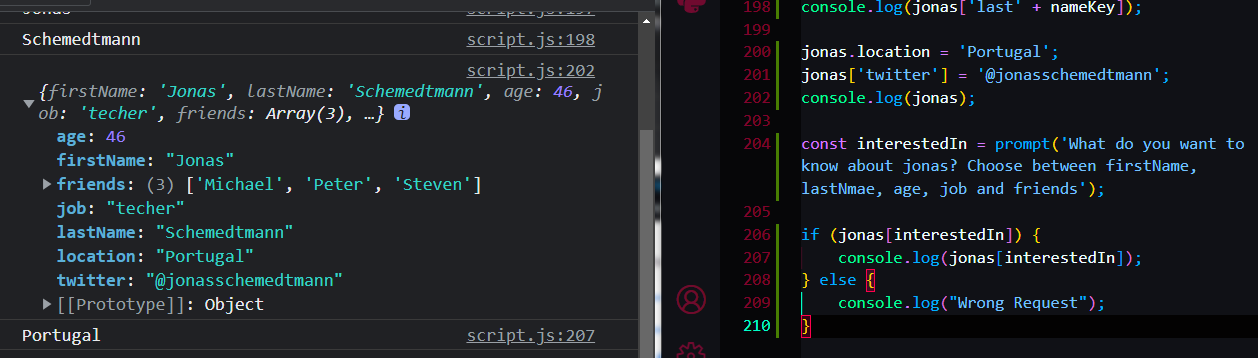 script.js:197
Schemedtmann script.js:198
script.js:202
{firstName: 'Jonas', lastName: 'Schemedtmann', age: 46, j
ob: 'techer', friends: Array(3), …} i
age: 46
firstName: "Jonas"
friends: (3) ['Michael', 'Peter', 'Steven']
job: "techer"
lastName: "Schemedtmann"
location: "Portugal"
twitter: "@jonasschemedtmann"
[[Prototype]]: Object
Portugal script.js:207
198 console.log(jonas['last' + nameKey]);
199
200 jonas.location = 'Portugal';
201 jonas['twitter'] = '@jonasschemedtmann';
202 console.log(jonas);
203
204 const interestedIn = prompt('What do you want to
know about jonas? Choose between firstName,
lastNmae, age, job and friends');
205
206 if (jonas[interestedIn]) {
207 console.log(jonas[interestedIn]);
208 } else {
209 console.log("Wrong Request");
210 }